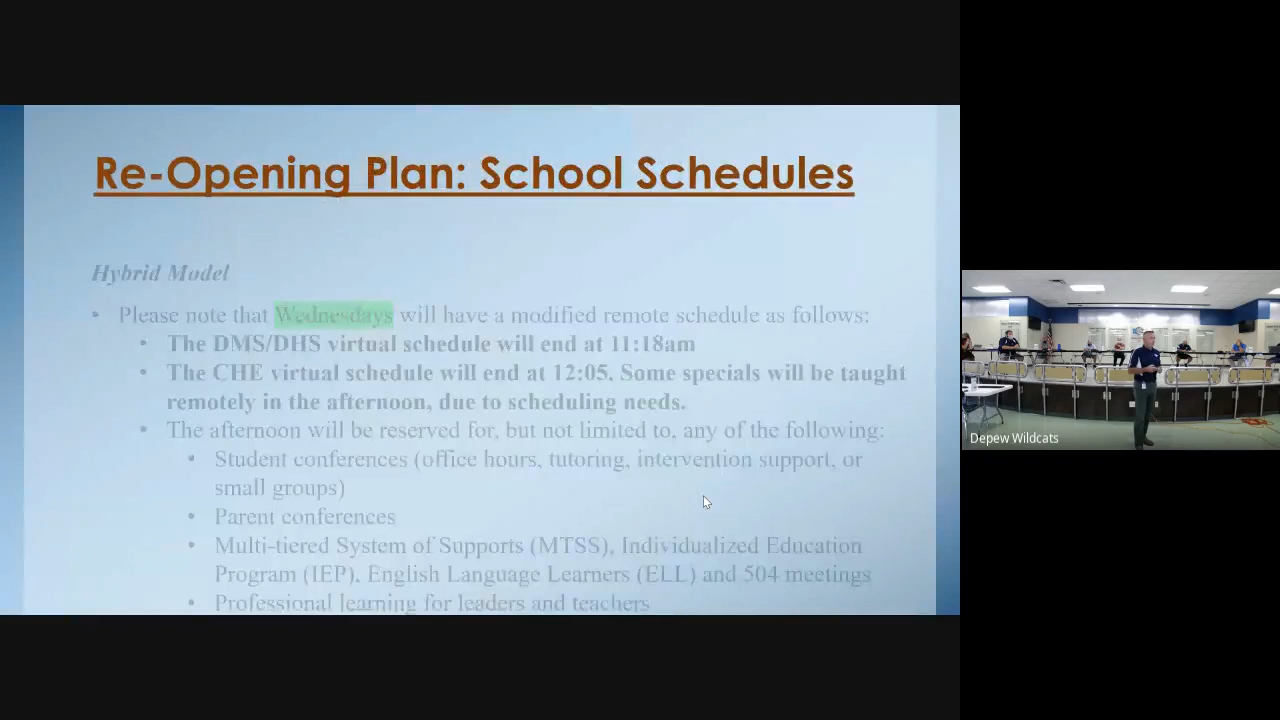 Re-Opening Plan: School Schedules
Hybrid Model
• Please note that Wednesdays will have a modified remote schedule as follows:
• The DMS/DHS virtual schedule will end at 11:18am
• The CHE virtual schedule will end at 12:05. Some specials will be taught
remotely in the afternoon, due to scheduling needs.
• The afternoon will be reserved for, but not limited to, any of the following:
• Student conferences (office hours, tutoring, intervention support, or
small groups)
• Parent conferences
• Multi-tiered System of Supports (MTSS), Individualized Education
Program (IEP), English Language Learners (ELL) and 504 meetings
• Professional learning for leaders and teachers
Depew Wildcats